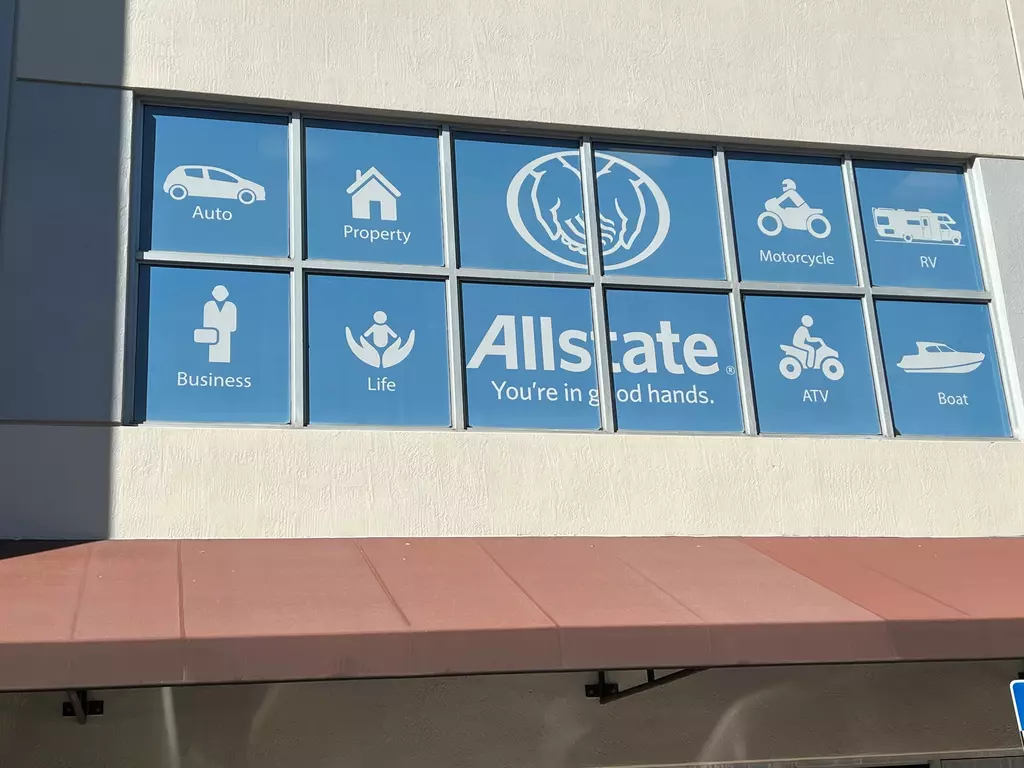 Auto
Property
Motorcycle
RV
Business
Life
Allstate®
You're in good hands.
ATV
Boat